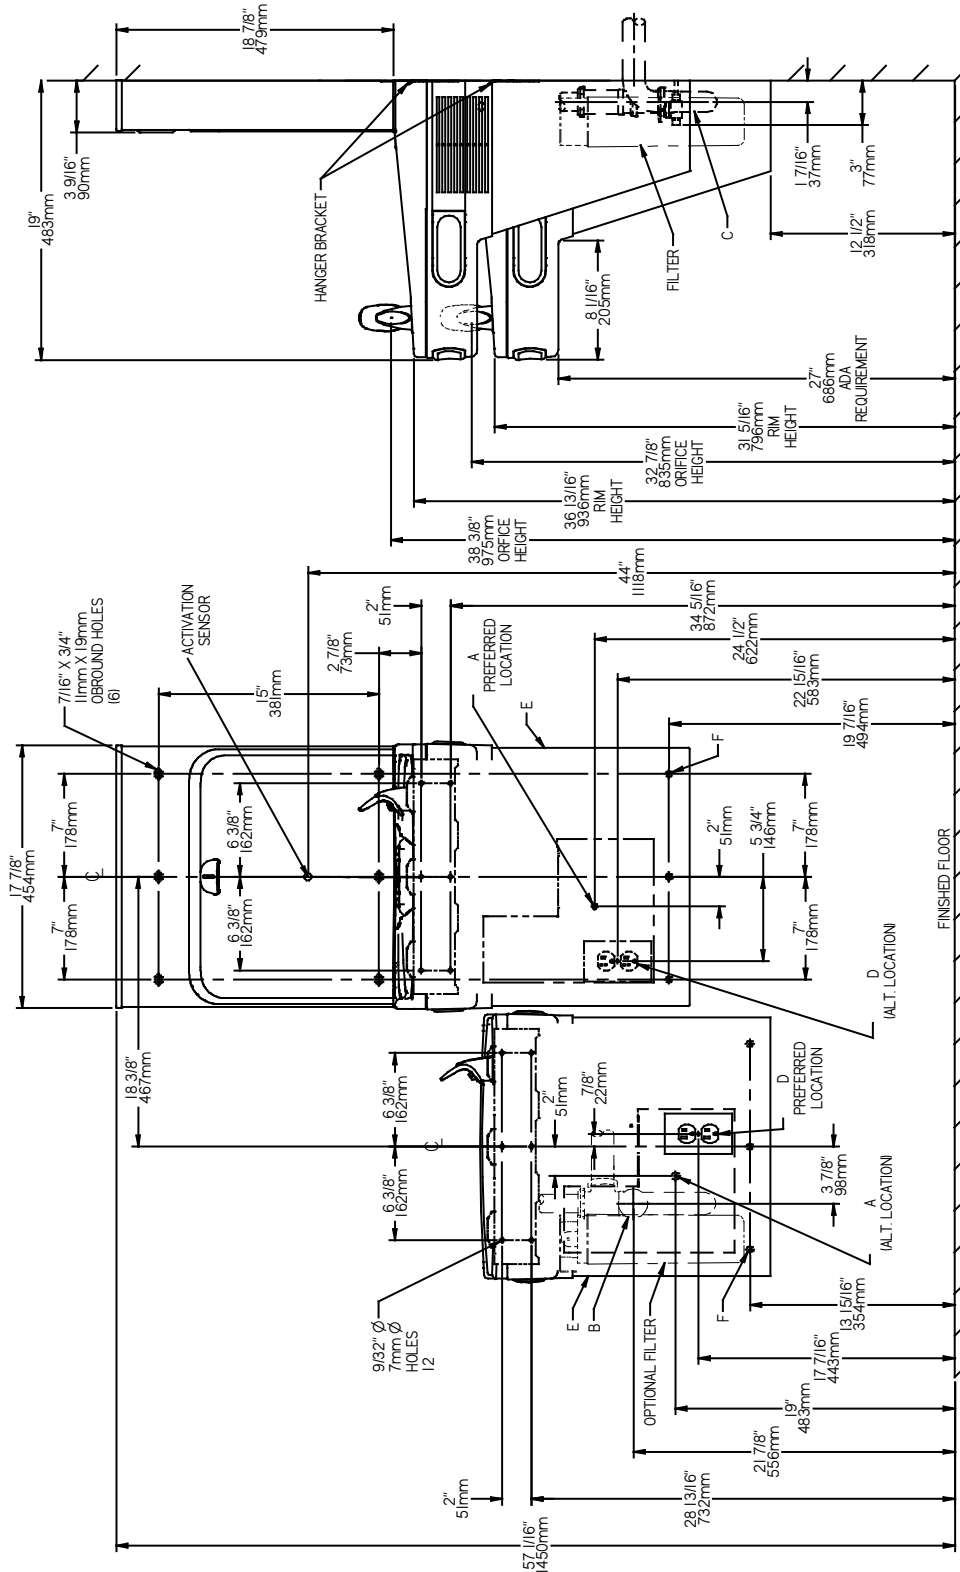 18 7/8"
479mm
19"
483mm
3 9/16"
90mm
HANGER BRACKET
1 7/16"
37mm
3"
77mm
C
FILTER
12 1/2"
318mm
8 1/16"
205mm
27"
686mm
ADA
REQUIREMENT
31 5/16"
796mm
RIM
HEIGHT
32 7/8"
835mm
ORIFICE
HEIGHT
36 13/16"
936mm
RIM
HEIGHT
38 3/8"
975mm
ORFICE
HEIGHT
7/16" X 3/4"
11mm X 19mm
OBROUND HOLES
(6)
ACTIVATION
SENSOR
15"
381mm
44"
1118mm
2"
51mm
2 7/8"
73mm
A
PREFERRED
LOCATION
E
34 5/16"
872mm
24 1/2"
622mm
22 15/16"
583mm
19 7/16"
494mm
17 7/8"
454mm
7"
178mm
7"
178mm
CL
6 3/8"
162mm
6 3/8"
162mm
F
2"
51mm
5 3/4"
146mm
7"
178mm
7"
178mm
D
(ALT. LOCATION)
FINISHED FLOOR
18 3/8"
467mm
6 3/8"
162mm
6 3/8"
162mm
CL
2"
51mm
7/8"
22mm
D
PREFERRED
LOCATION
3 7/8"
98mm
A
(ALT. LOCATION)
9/32" Ø
7mm Ø
HOLES
12
E
B
OPTIONAL FILTER
F
13 15/16"
354mm
17 7/16"
443mm
19"
483mm
21 7/8"
556mm
28 13/16"
732mm
2"
51mm
57 1/16"
1450mm